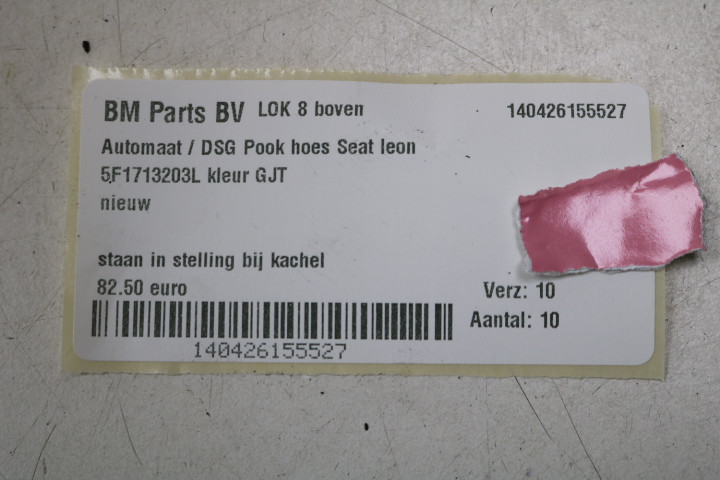 BM Parts BV LOK 8 boven 140426155527
Automaat / DSG Pook hoes Seat leon
5F1713203L kleur GJT
nieuw
staan in stelling bij kachel
82.50 euro Verz: 10
Aantal: 10
140426155527